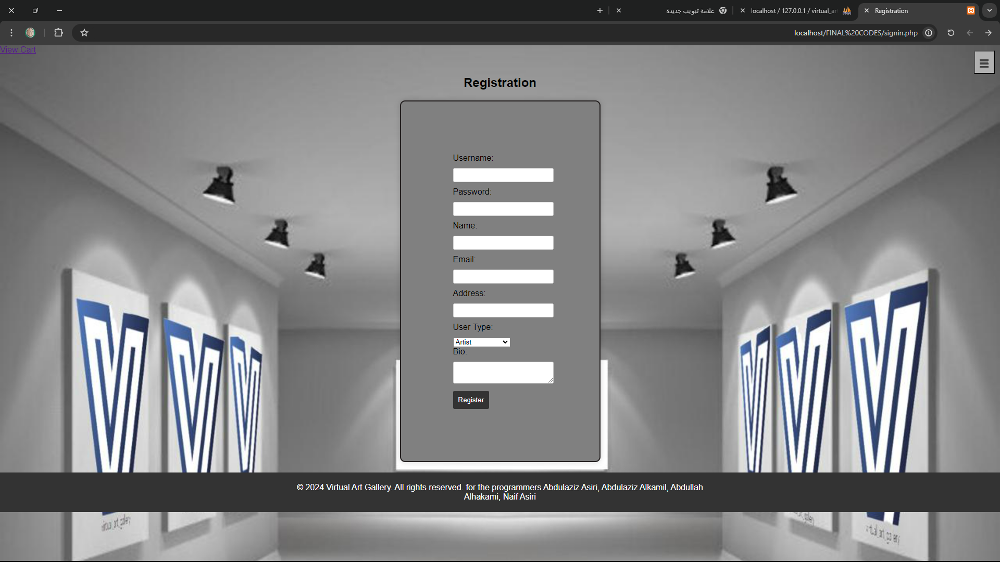 علامة تبويب جديدة
localhost / 127.0.0.1 / virtual_ar
Registration
localhost/FINAL%20CODES/signin.php
View Cart
Registration
Username:
Password:
Name:
Email:
Address:
User Type:
Artist
Bio:
Register
© 2024 Virtual Art Gallery. All rights reserved. for the programmers Abdulaziz Asiri, Abdulaziz Alkamil, Abdullah
Alhakami, Naif Asiri